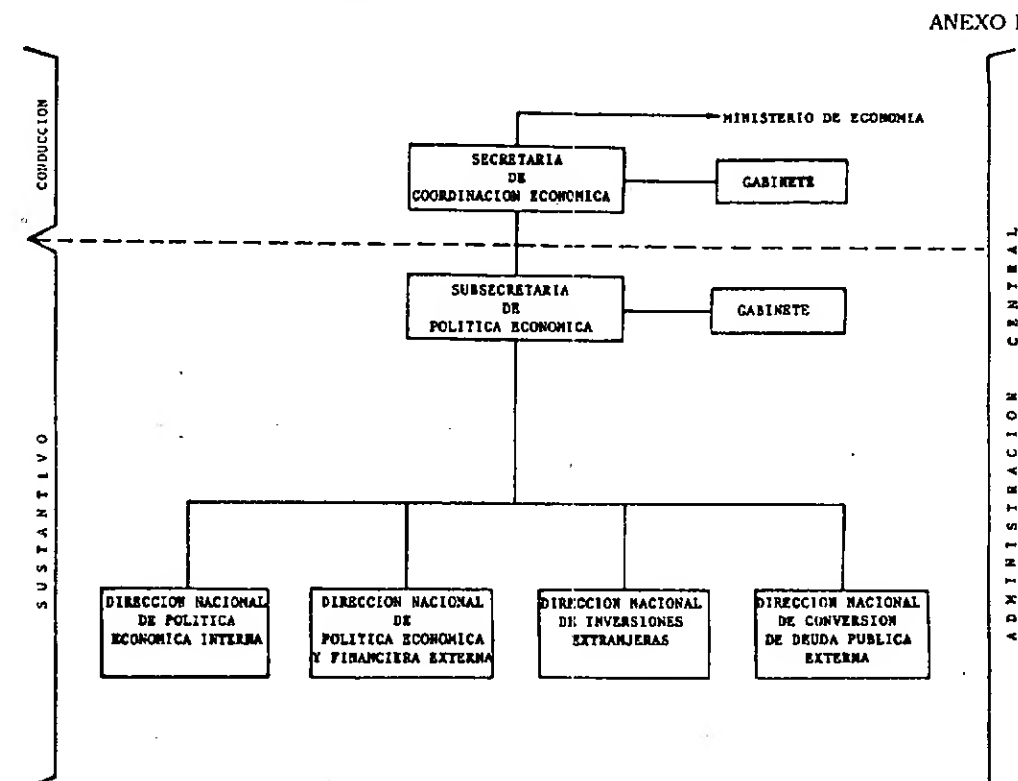 ANEXO I
CONDUCCION
MINISTERIO DE ECONOMIA
SECRETARIA
DE
COORDINACION ECONOMICA
GABINETE
SUBSECRETARIA
DE
POLITICA ECONOMICA
GABINETE
SUSTANTIVO
ADMINISTRACION CENTRAL
DIRECCION NACIONAL
DE POLITICA
ECONOMICA INTERNA
DIRECCION NACIONAL
DE
POLITICA ECONOMICA
Y FINANCIERA EXTERNA
DIRECCION NACIONAL
DE INVERSIONES
EXTRANJERAS
DIRECCION NACIONAL
DE CONVERSION
DE DEUDA PUBLICA
EXTERNA